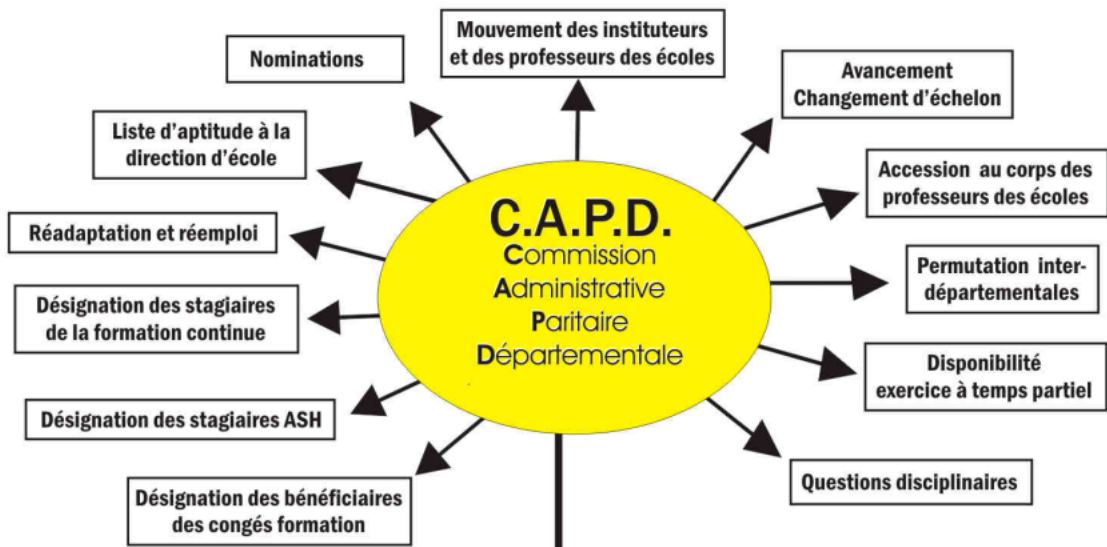 Mouvement des instituteurs
et des professeurs des écoles
Nominations
Avancement
Changement d'échelon
Liste d'aptitude à la
direction d'école
Accession au corps des
professeurs des écoles
Réadaptation et réemploi
C.A.P.D.
Commission
Administrative
Paritaire
Départementale
Permutation inter-
départementales
Désignation des stagiaires
de la formation continue
Disponibilité
exercice à temps partiel
Désignation des stagiaires ASH
Questions disciplinaires
Désignation des bénéficiaires
des congés formation